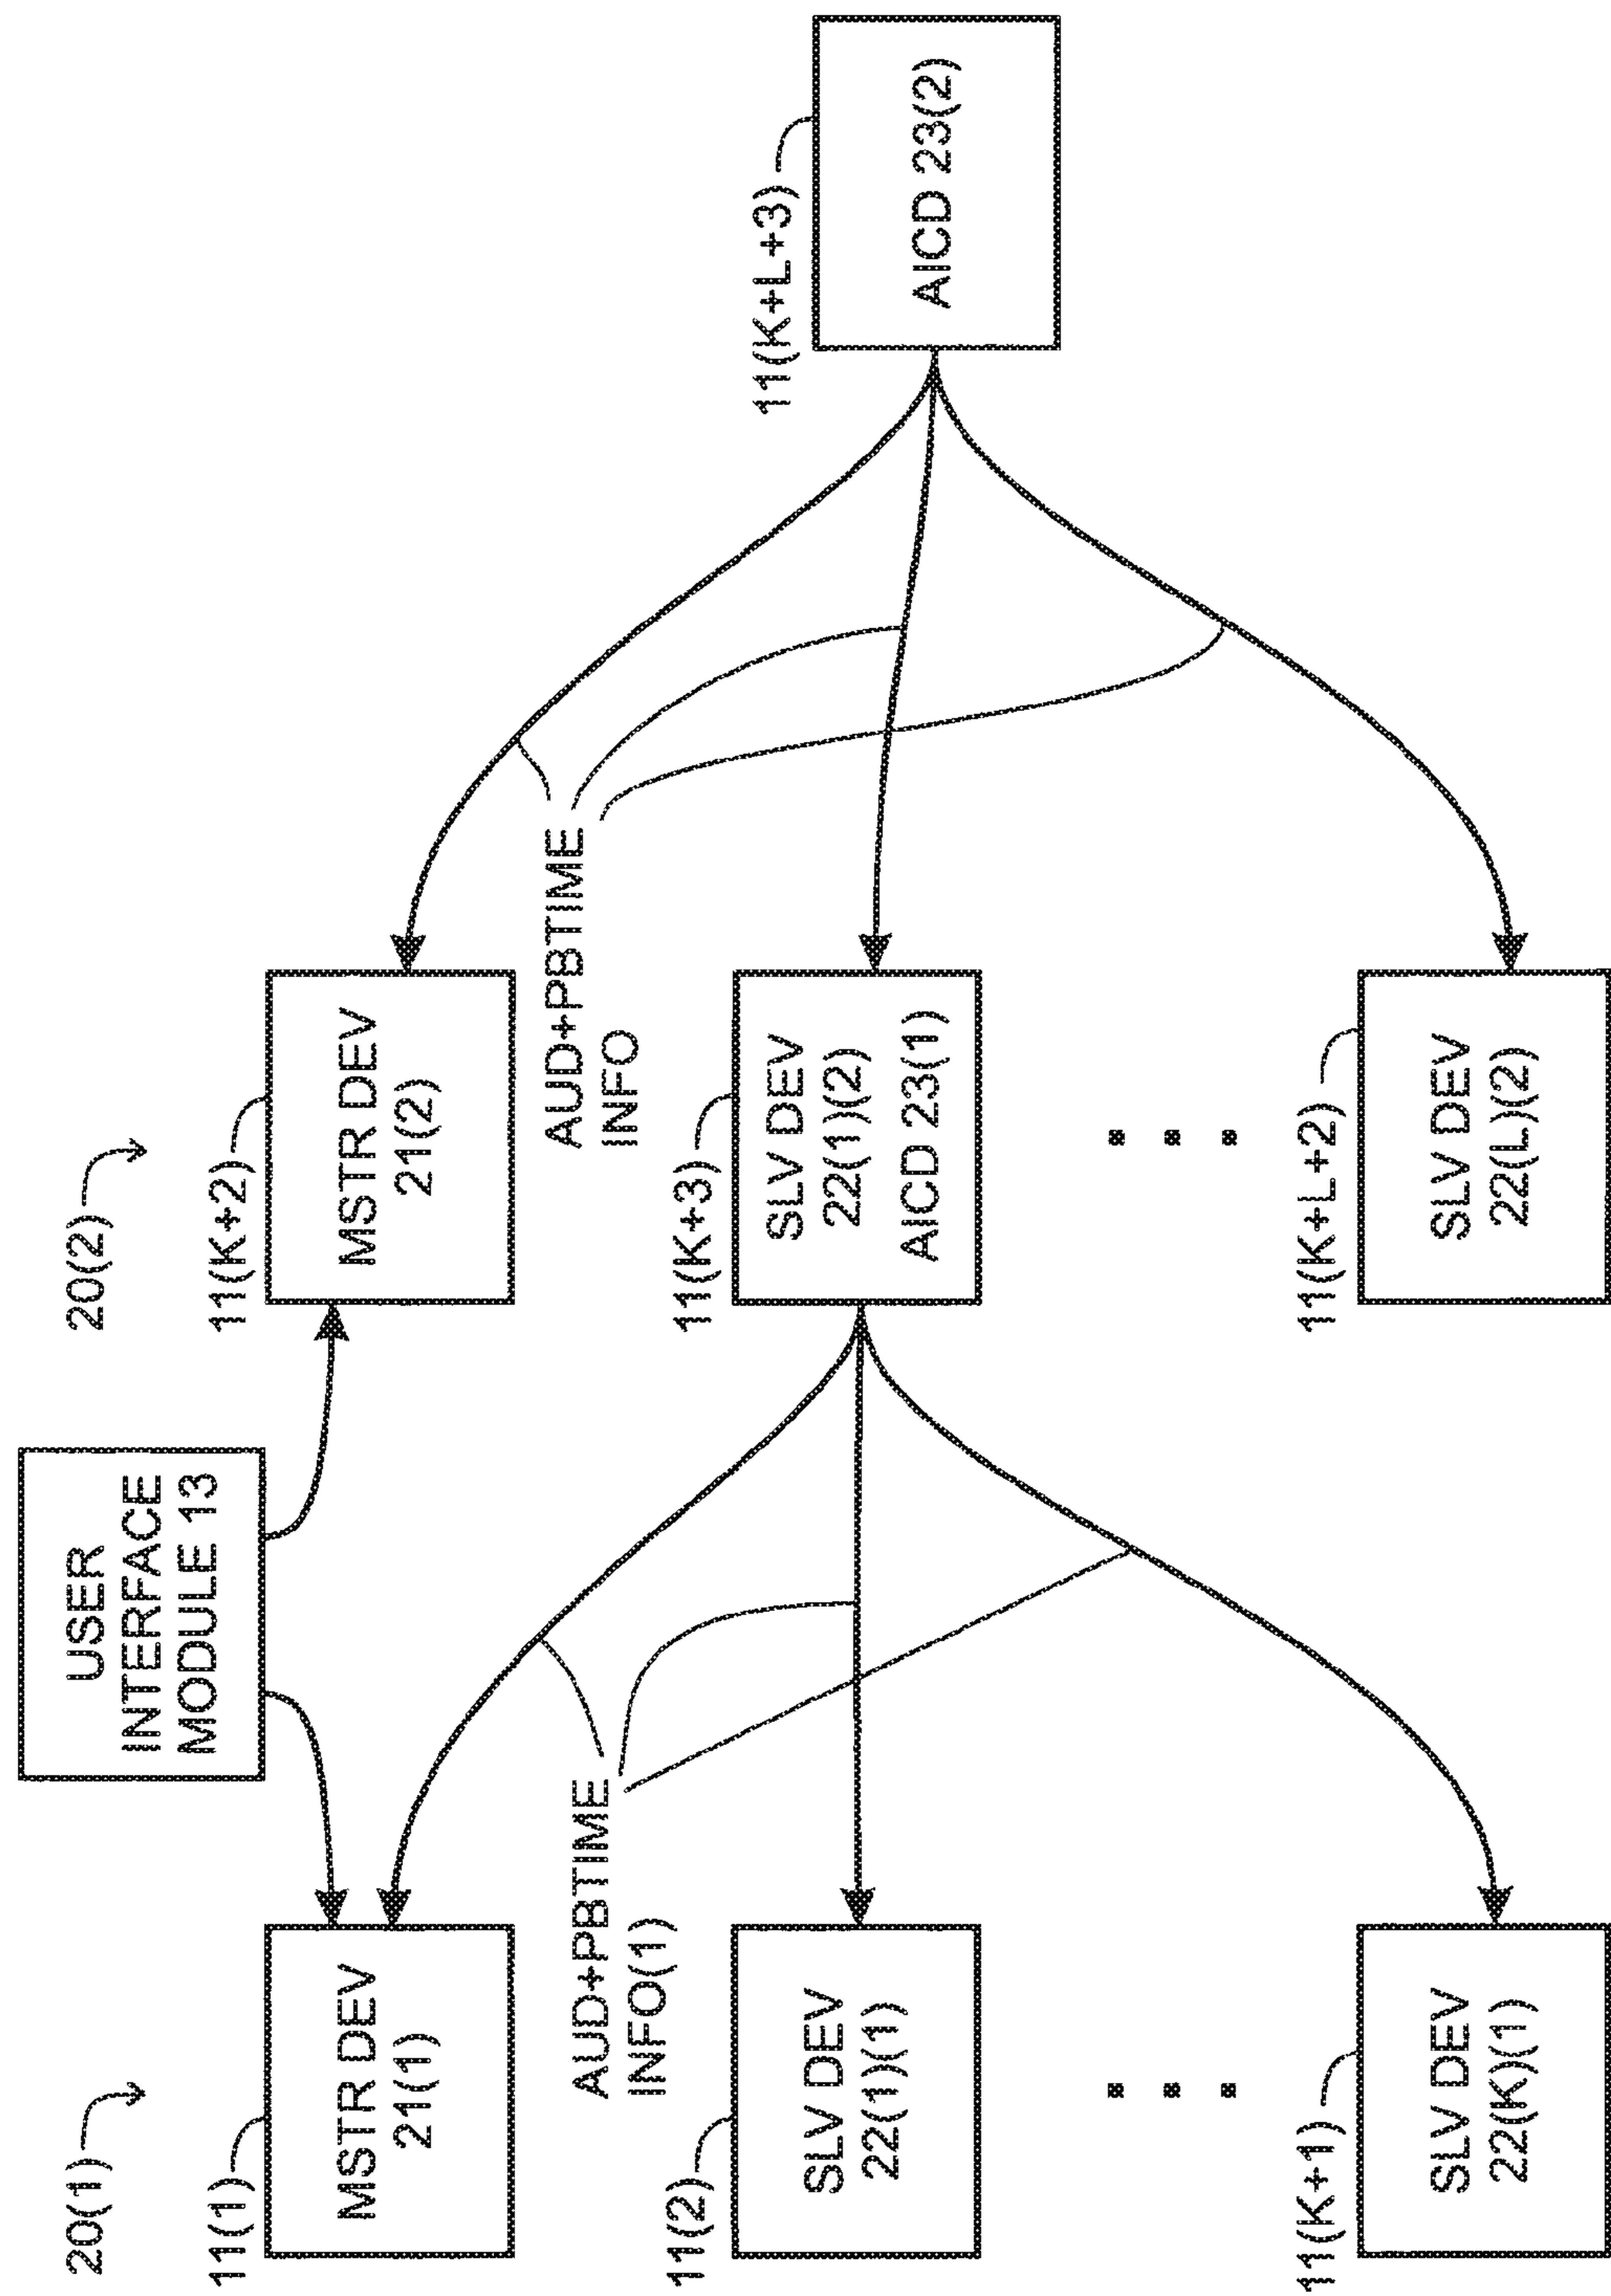 USER
INTERFACE
MODULE 13
20(1)
20(2)
11(1)
MSTR DEV
21(1)
11(K+2)
MSTR DEV
21(2)
AUD+PBTIME
INFO(1)
AUD+PBTIME
INFO
11(2)
SLV DEV
22(1)(1)
11(K+3)
SLV DEV
22(1)(2)
AICD 23(1)
11(K+L+3)
AICD 23(2)
11(K+1)
SLV DEV
22(K)(1)
11(K+L+2)
SLV DEV
22(L)(2)